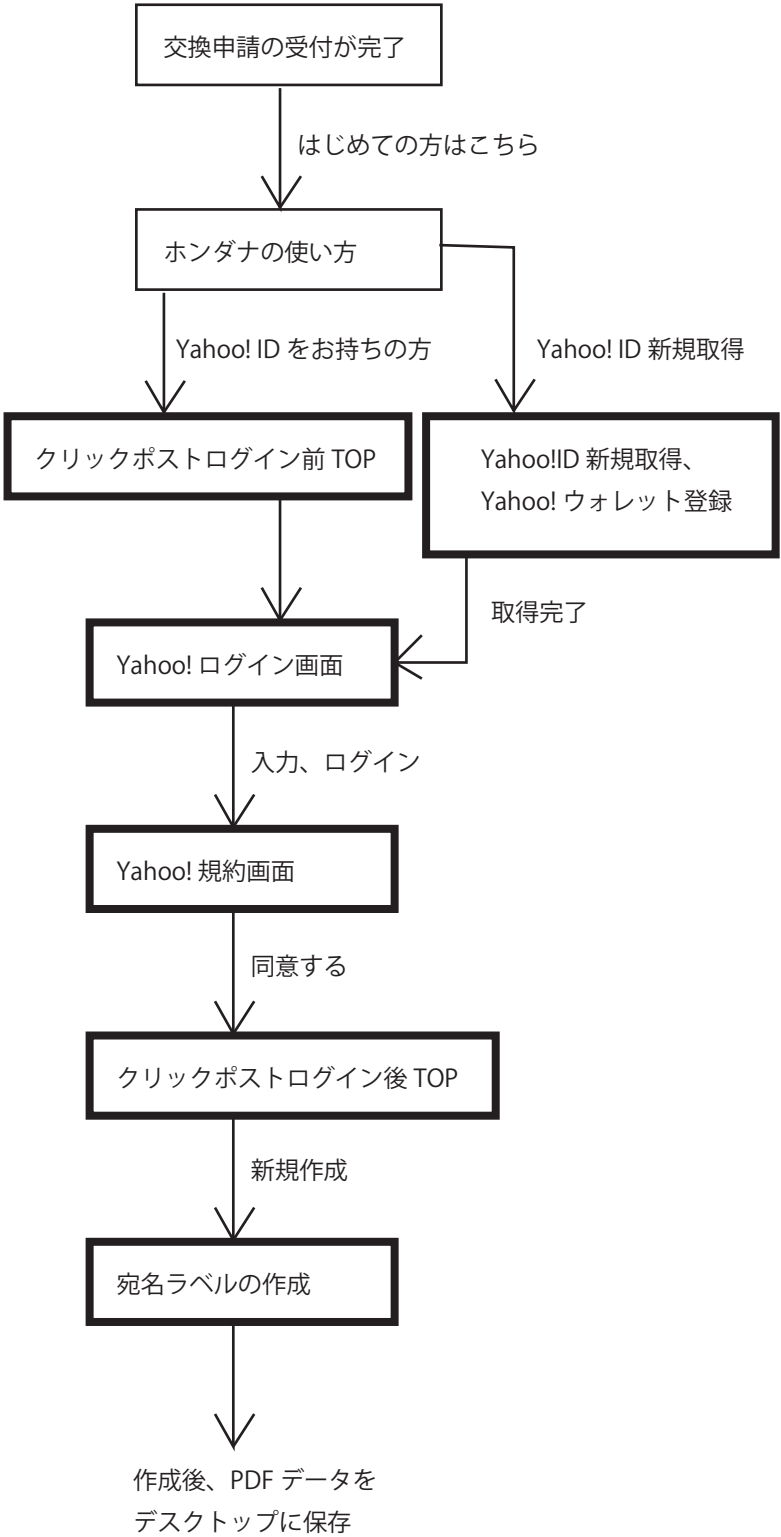 交換申請の受付が完了
はじめての方はこちら
ホンダナの使い方
Yahoo! ID をお持ちの方
Yahoo! ID 新規取得
クリックポストログイン前 TOP
Yahoo!ID 新規取得、
Yahoo! ウォレット登録
取得完了
Yahoo! ログイン画面
入力、ログイン
Yahoo! 規約画面
同意する
クリックポストログイン後 TOP
新規作成
宛名ラベルの作成
作成後、PDF データを
デスクトップに保存